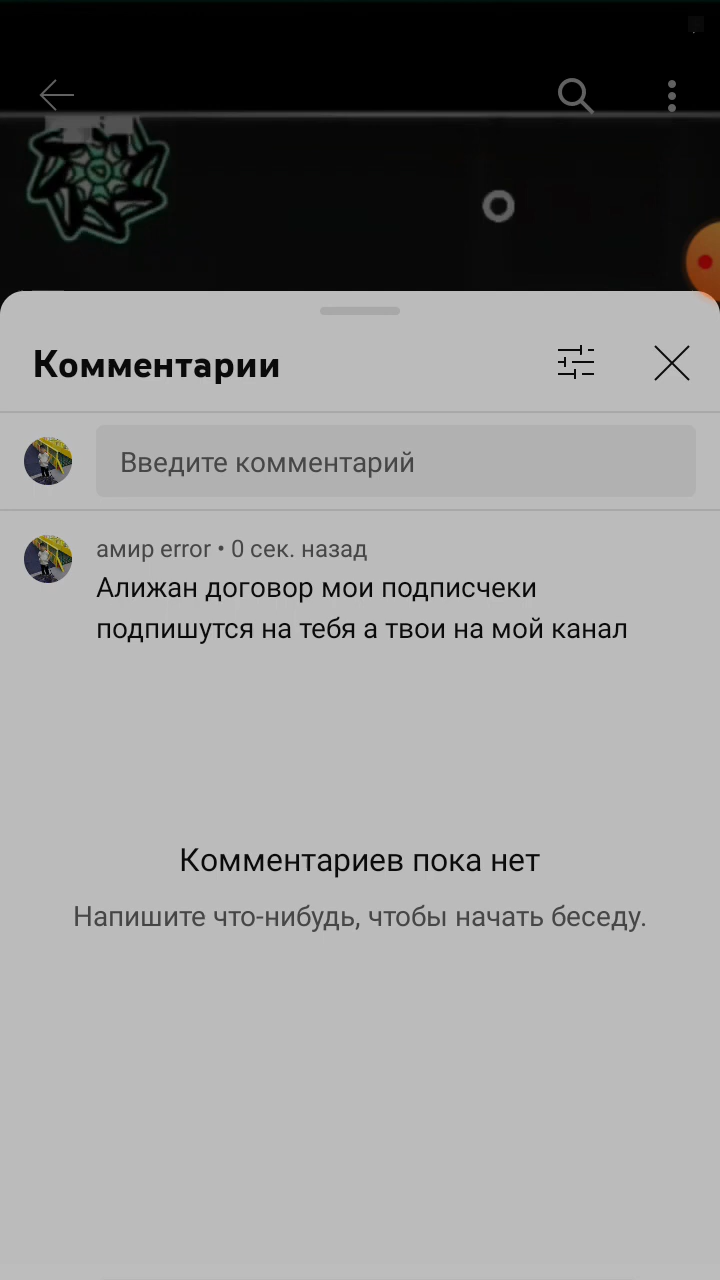 Комментарии
Введите комментарий
амир error • 0 сек. назад
Алижан договор мои подписчеки
подпишутся на тебя а твои на мой канал
Комментариев пока нет
Напишите что-нибудь, чтобы начать беседу.